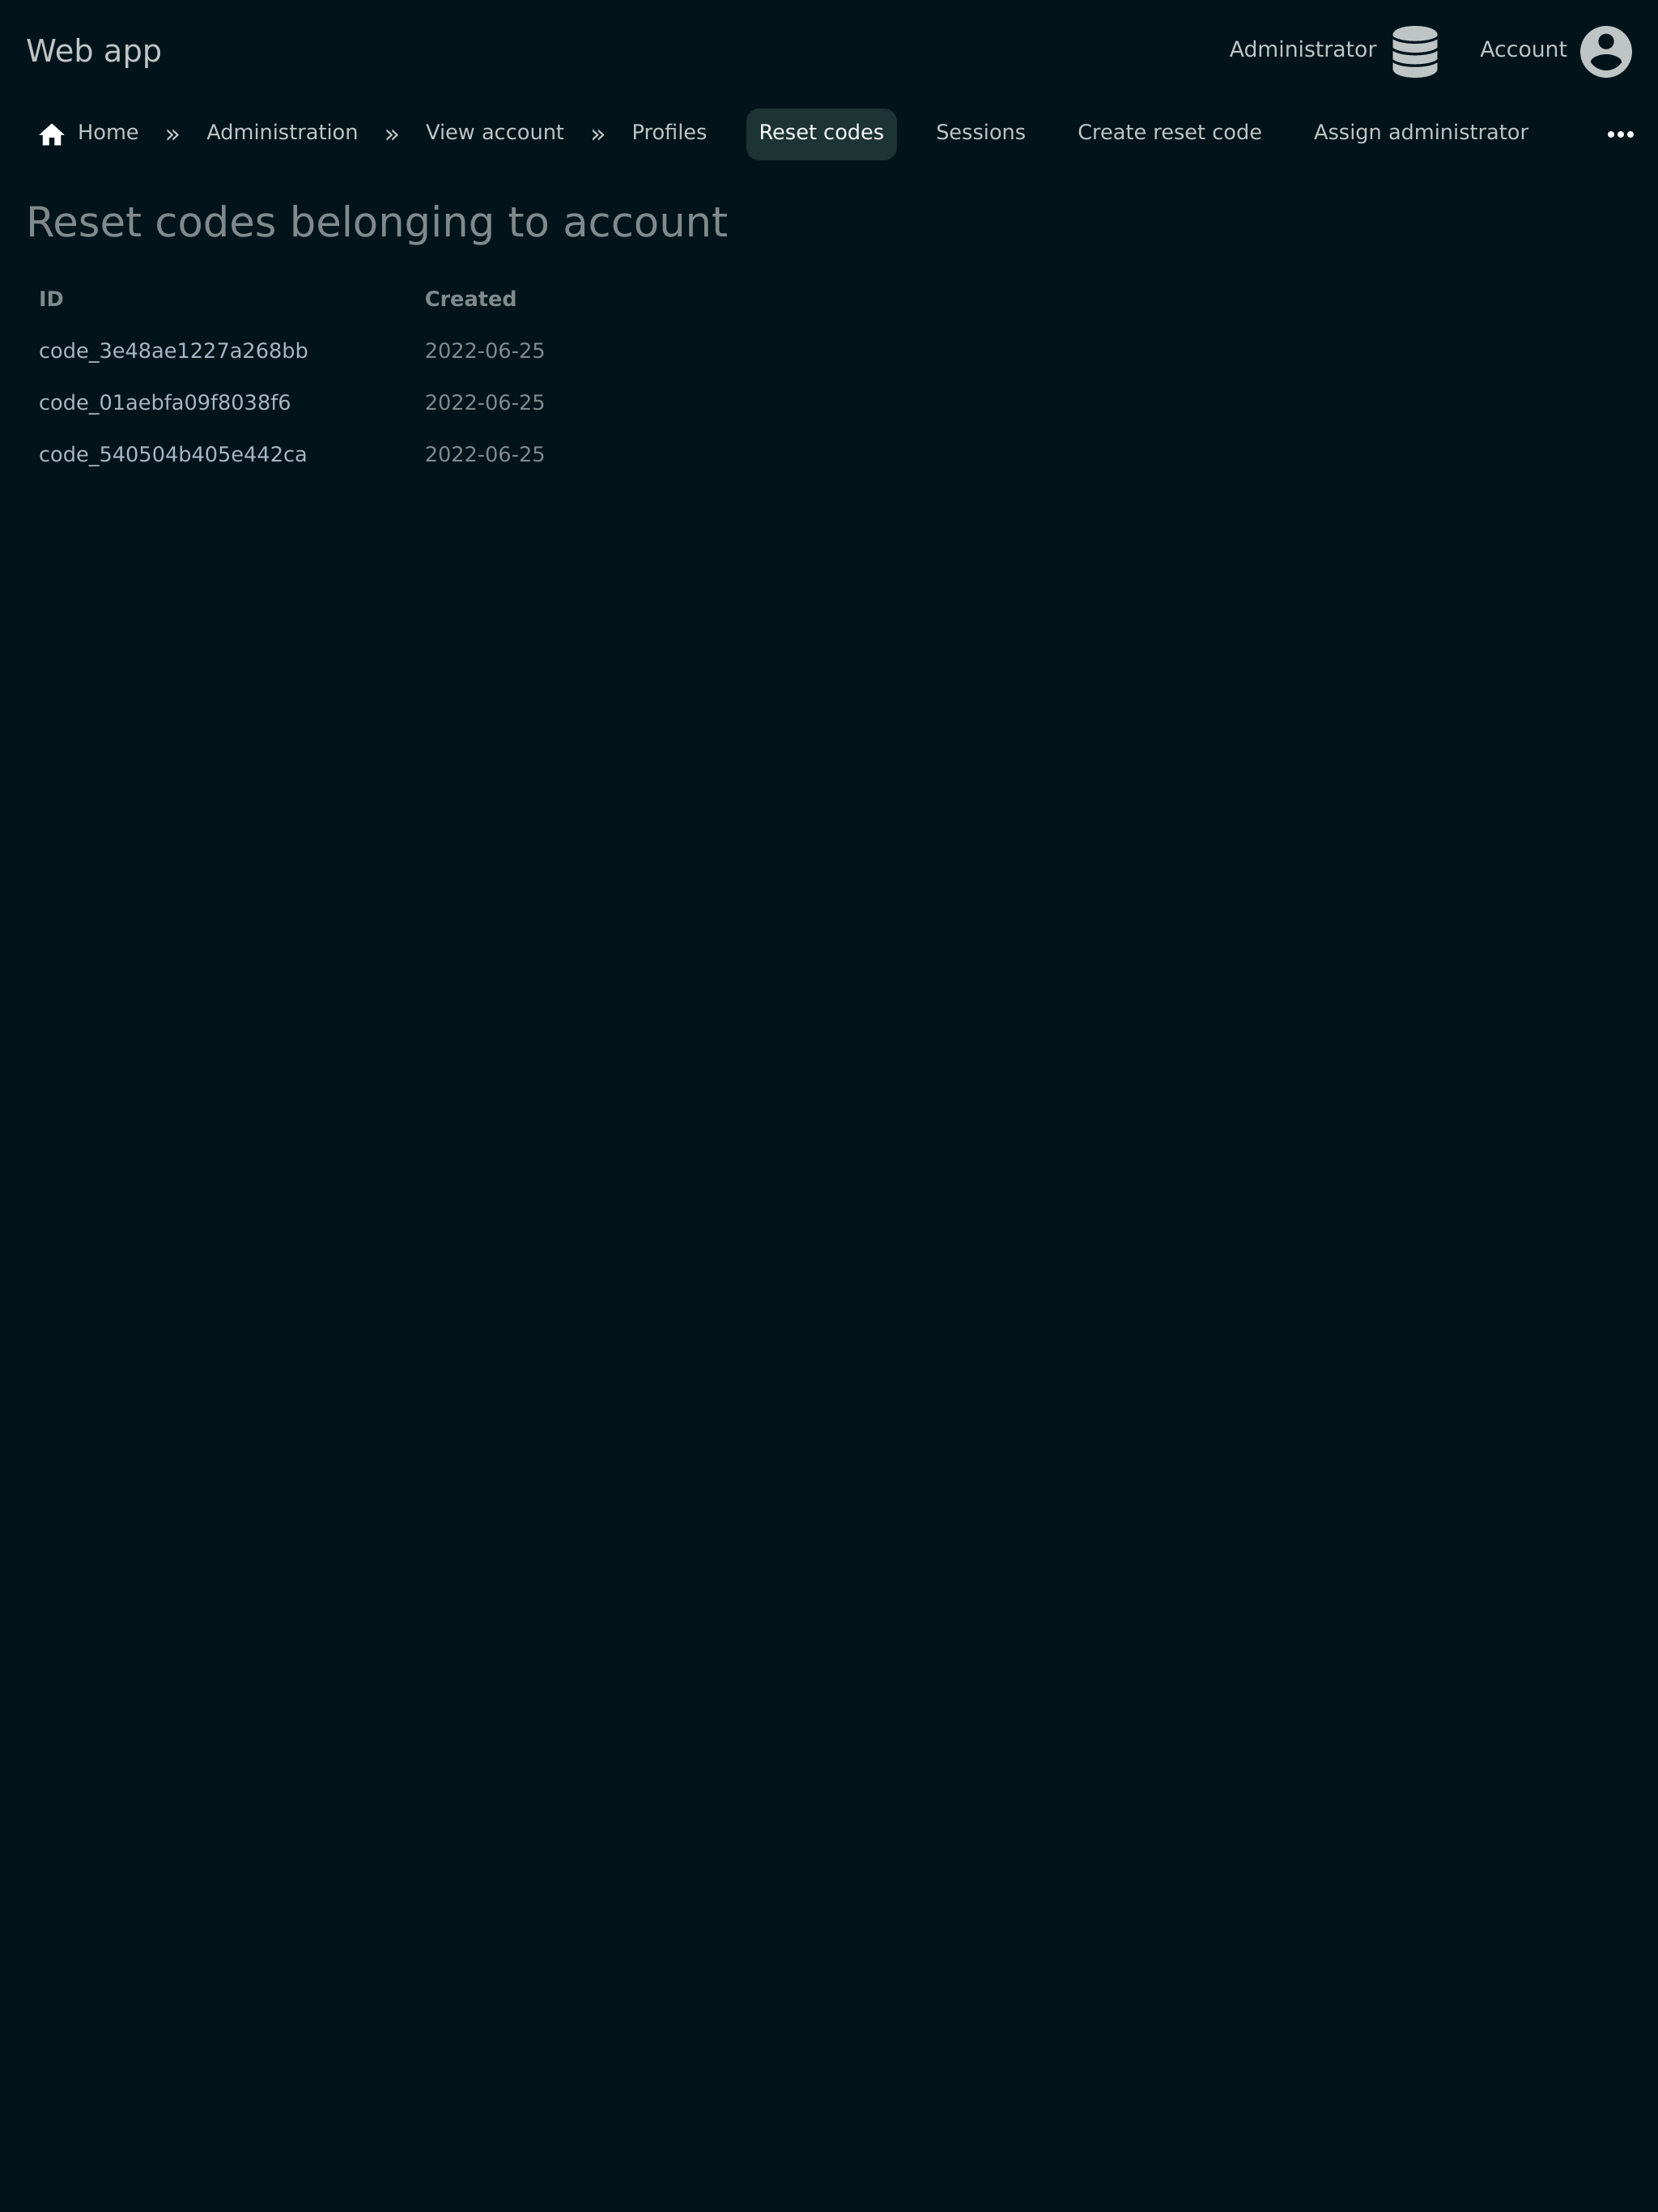 Web app
Administrator
Account
Home » Administration » View account » Profiles Reset codes Sessions Create reset code Assign administrator
Reset codes belonging to account
ID Created
code_3e48ae1227a268bb 2022-06-25
code_01aebfa09f8038f6 2022-06-25
code_540504b405e442ca 2022-06-25